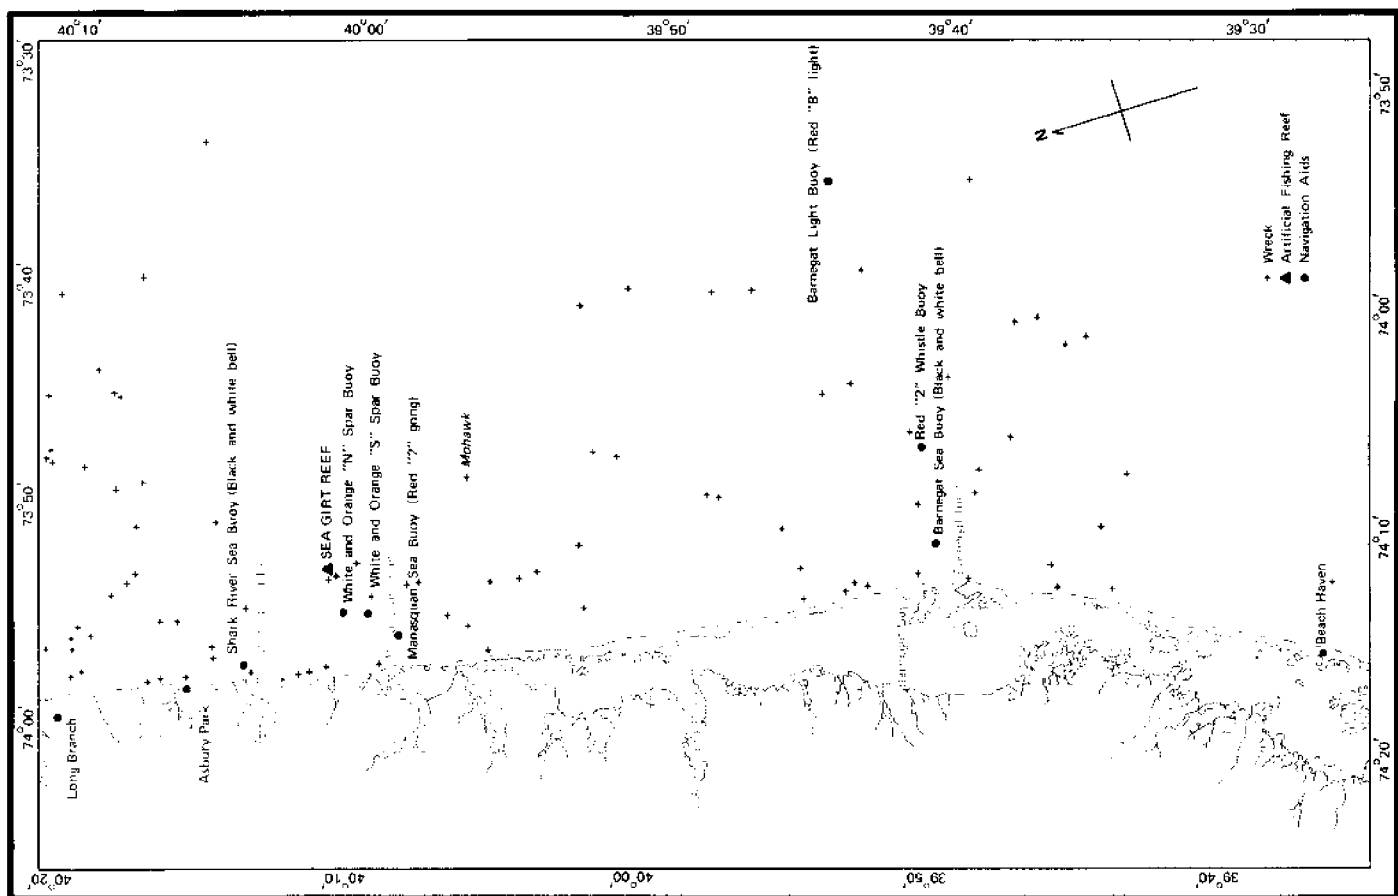 40°10′
40°00′
39°50′
39°40′
39°30′
73°30′
73°40′
73°50′
74°00′
73°50′
74°00′
74°10′
74°20′
40°20′
40°10′
40°00′
39°50′
39°40′
Long Branch
Asbury Park
Shark River Sea Buoy (Black and white bell)
SEA GIRT REEF
White and Orange "N" Spar Buoy
White and Orange "S" Spar Buoy
Manasquan Sea Buoy (Red "2" gong)
Mohawk
Barnegat Light Buoy (Red "B" light)
Red "2" Whistle Buoy
Barnegat Sea Buoy (Black and white bell)
Beach Haven
N
Wreck
Artificial Fishing Reef
Navigation Aids